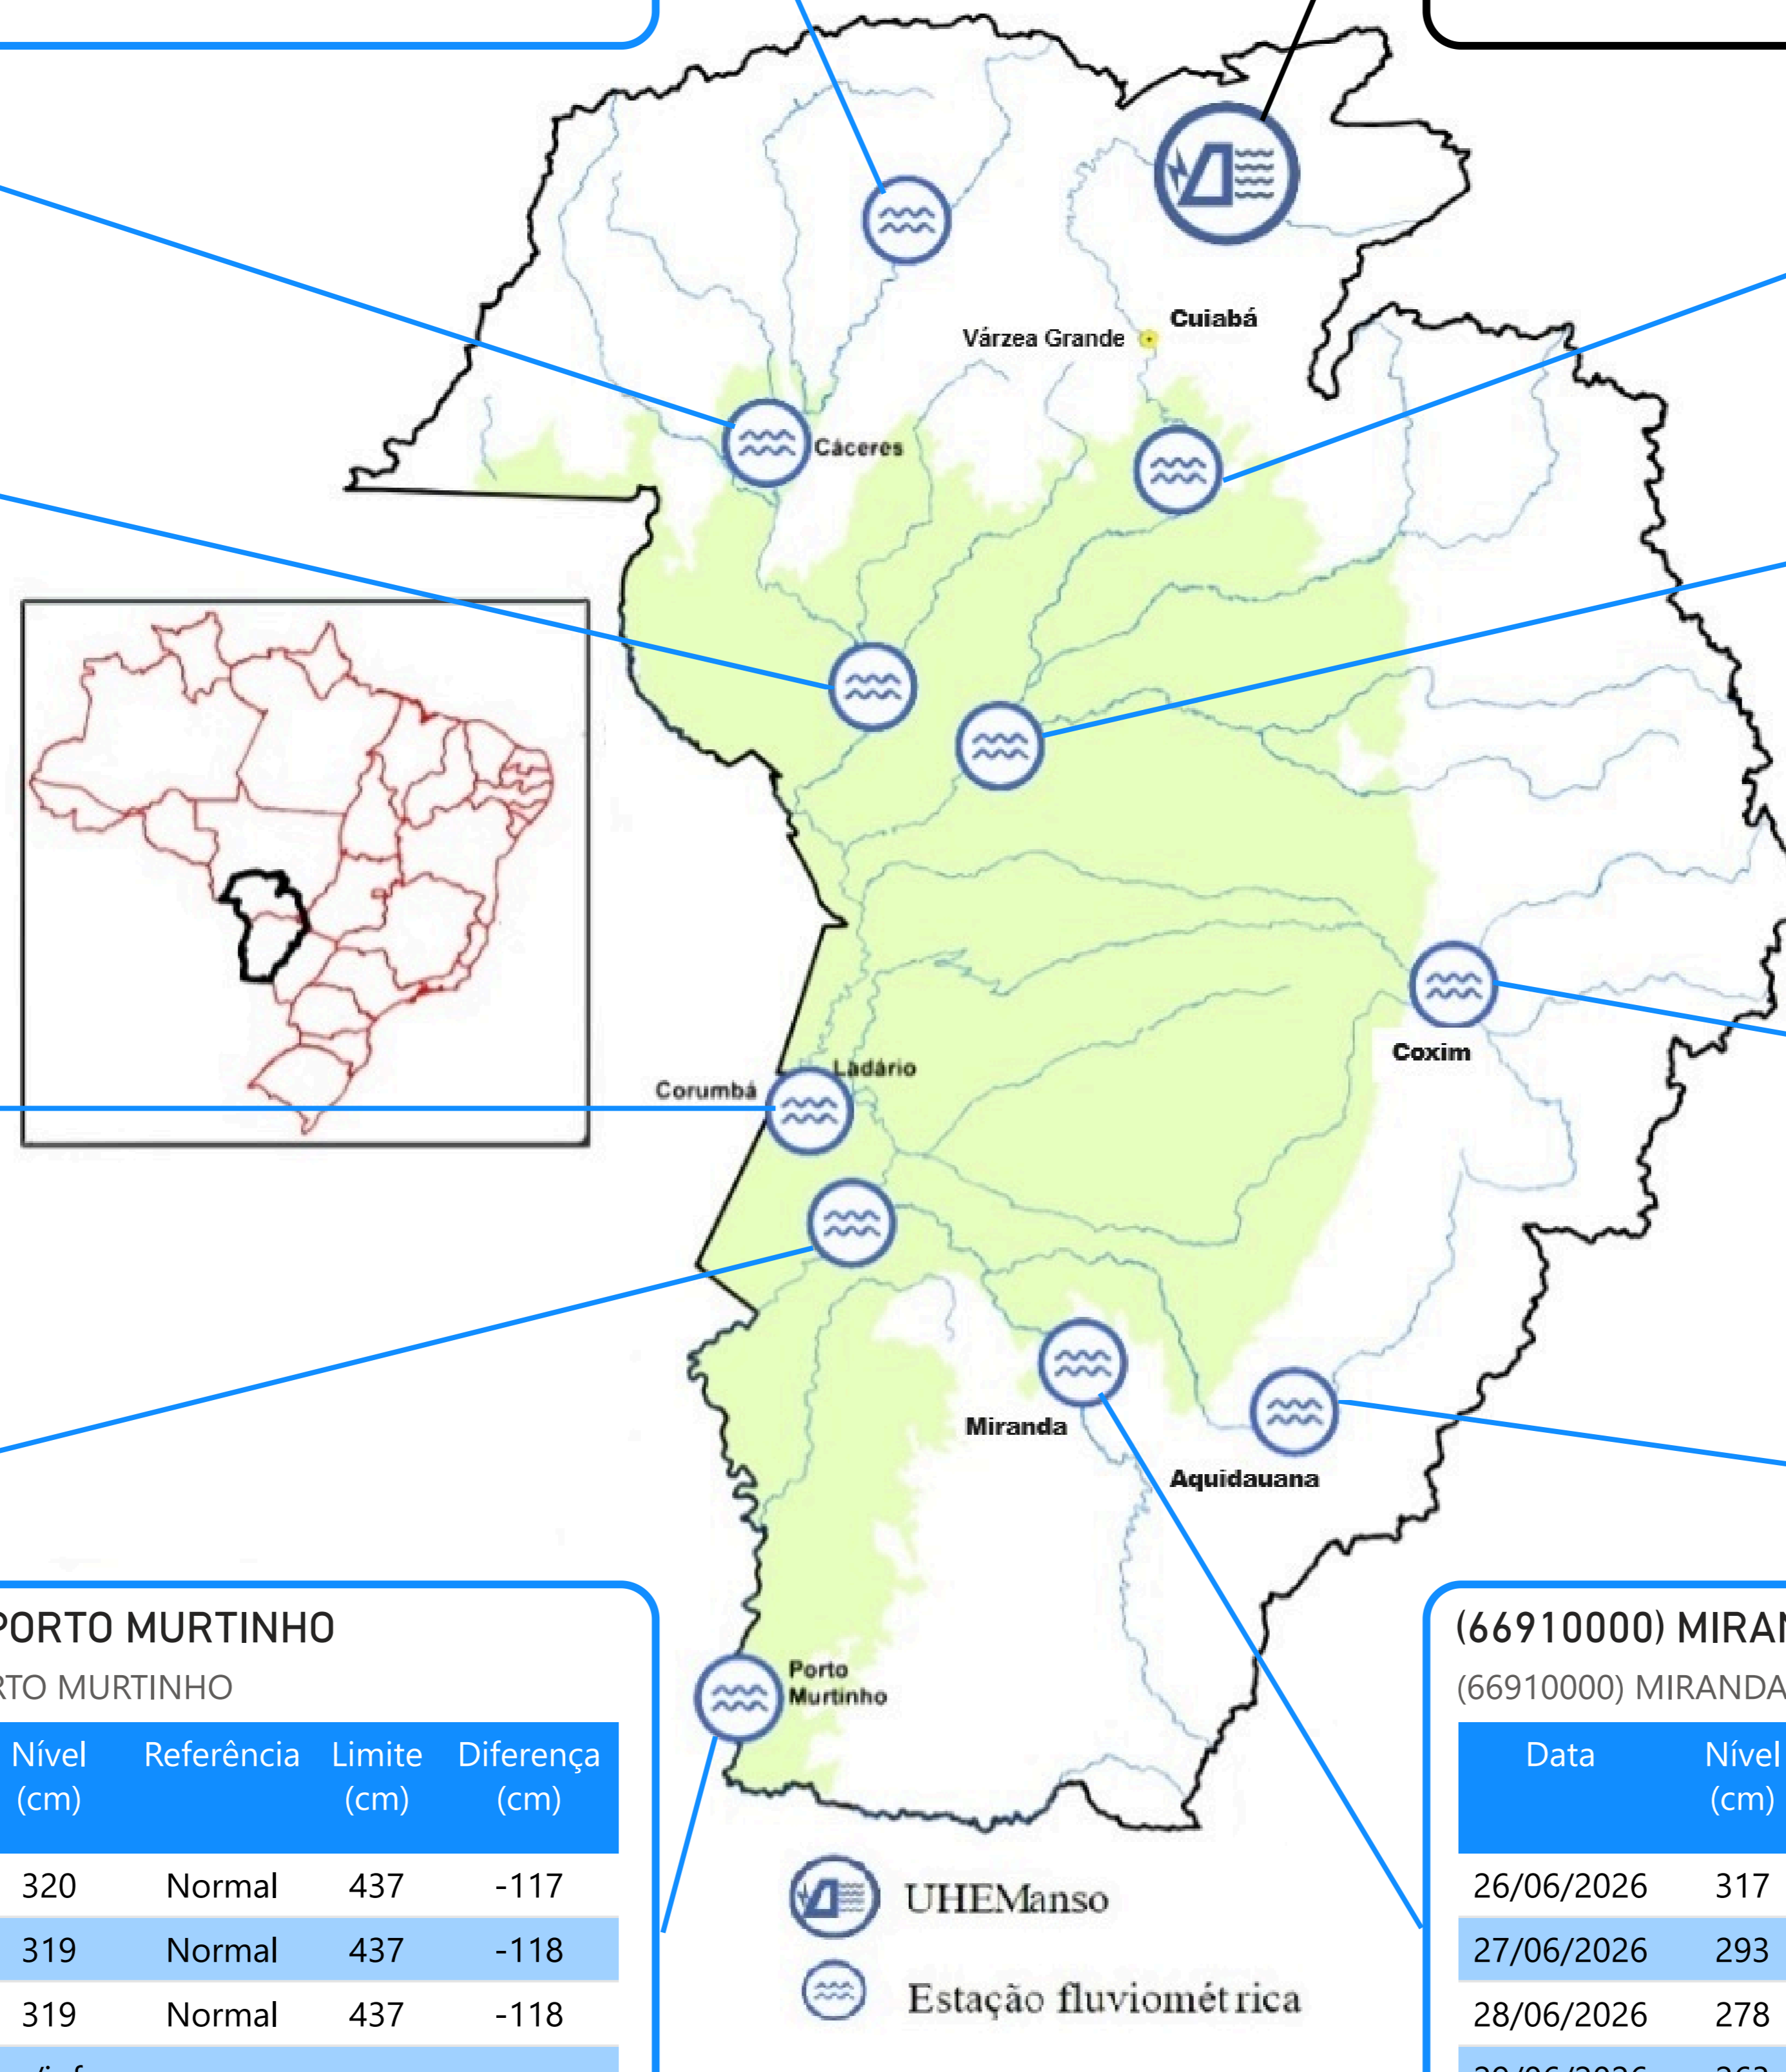 Cuiabá
Várzea Grande
Cáceres
Coxim
Ladário
Corumbá
Miranda
Aquidauana
Porto
Murtinho
PORTO MURTINHO
RTO MURTINHO
Nível (cm) Referência Limite (cm) Diferença (cm)
320 Normal 437 -117
319 Normal 437 -118
319 Normal 437 -118
UHEManso
Estação fluviométrica
(66910000) MIRAN
(66910000) MIRANDA
Data Nível (cm)
26/06/2026 317
27/06/2026 293
28/06/2026 278